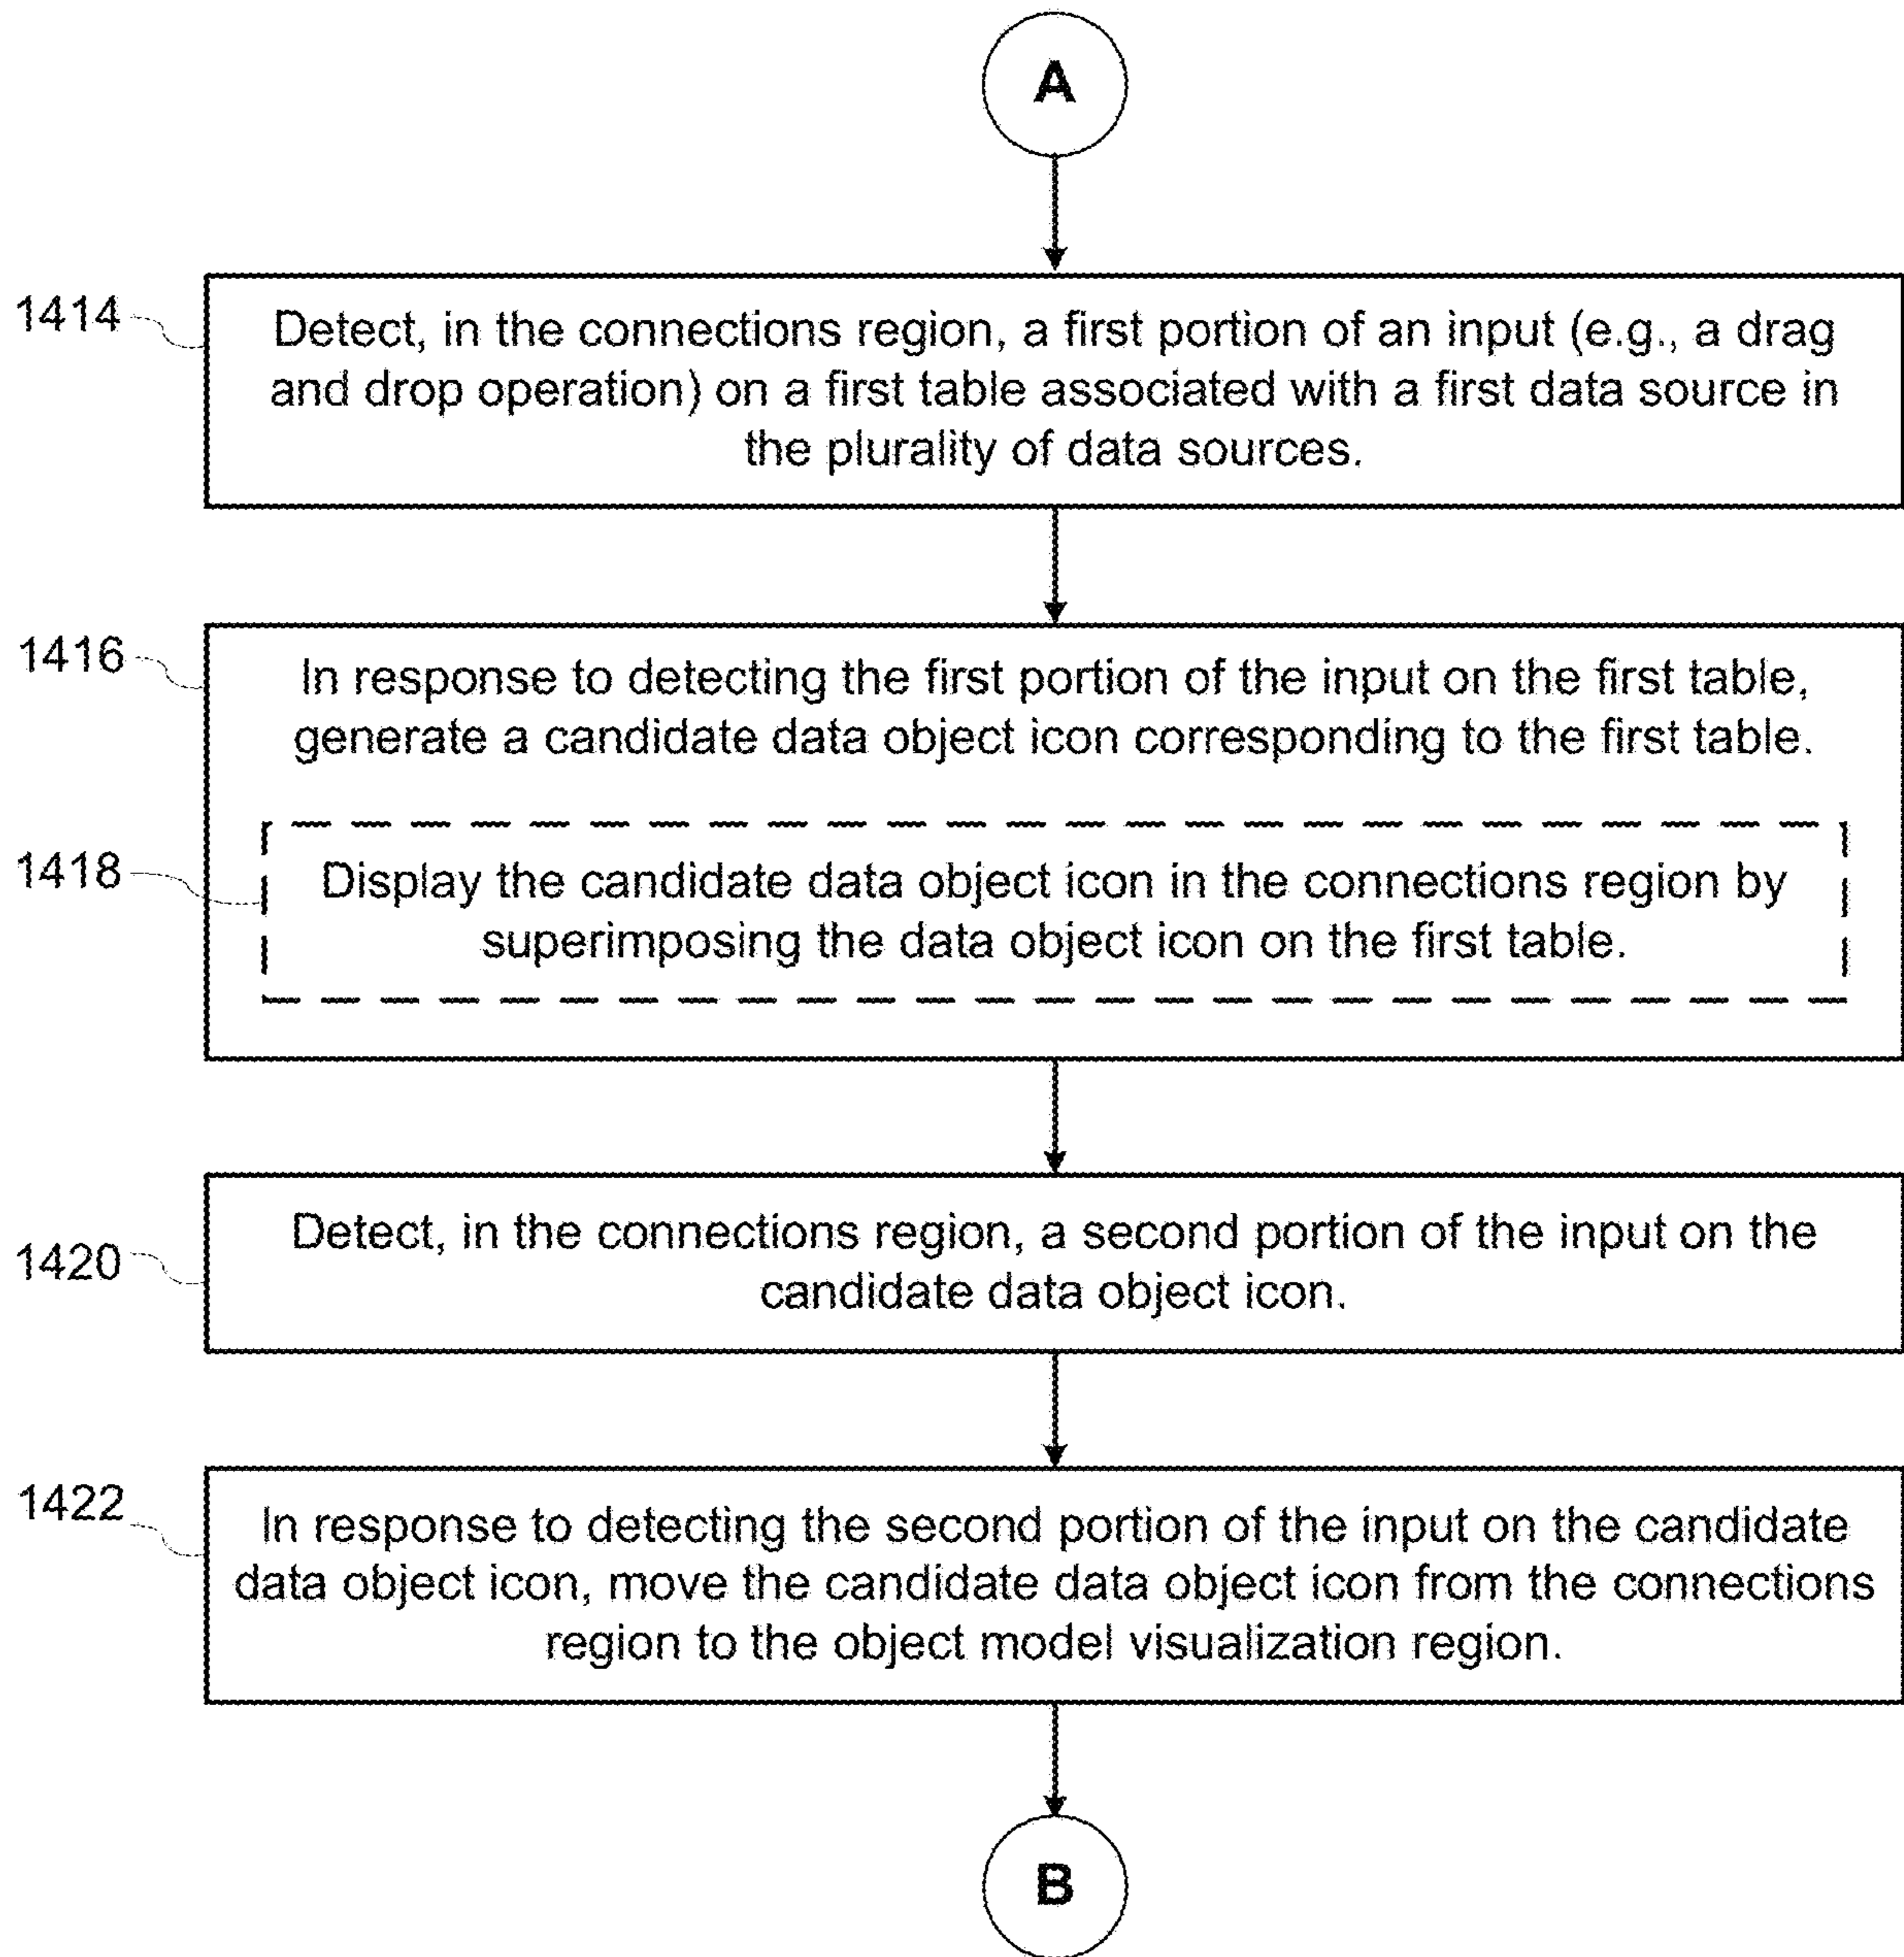 A
1414
Detect, in the connections region, a first portion of an input (e.g., a drag
and drop operation) on a first table associated with a first data source in
the plurality of data sources.
1416
In response to detecting the first portion of the input on the first table,
generate a candidate data object icon corresponding to the first table.
1418
Display the candidate data object icon in the connections region by
superimposing the data object icon on the first table.
1420
Detect, in the connections region, a second portion of the input on the
candidate data object icon.
1422
In response to detecting the second portion of the input on the candidate
data object icon, move the candidate data object icon from the connections
region to the object model visualization region.
B